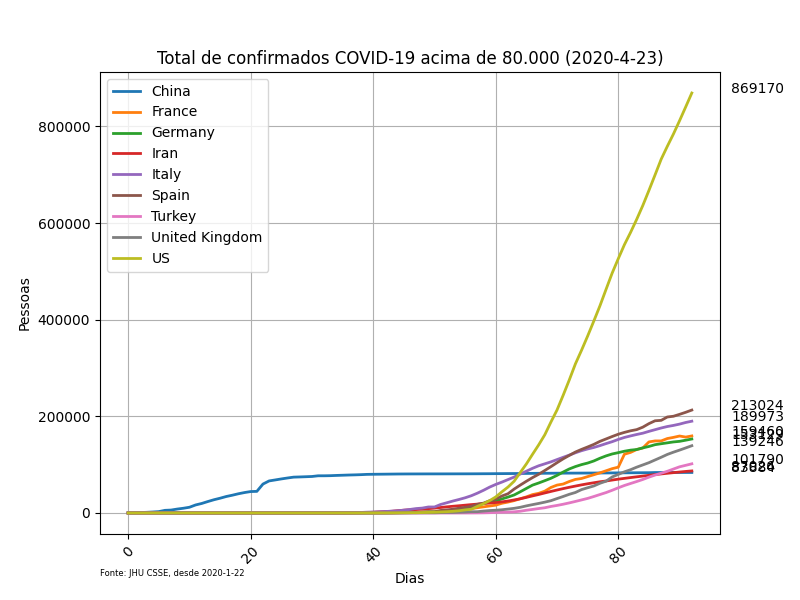 Total de confirmados COVID-19 acima de 80.000 (2020-4-23)
China
France
Germany
Iran
Italy
Spain
Turkey
United Kingdom
US
869170
213024
189973
159460
139246
101790
Pessoas
800000
600000
400000
200000
0
0
20
40
60
80
Dias
Fonte: JHU CSSE, desde 2020-1-22